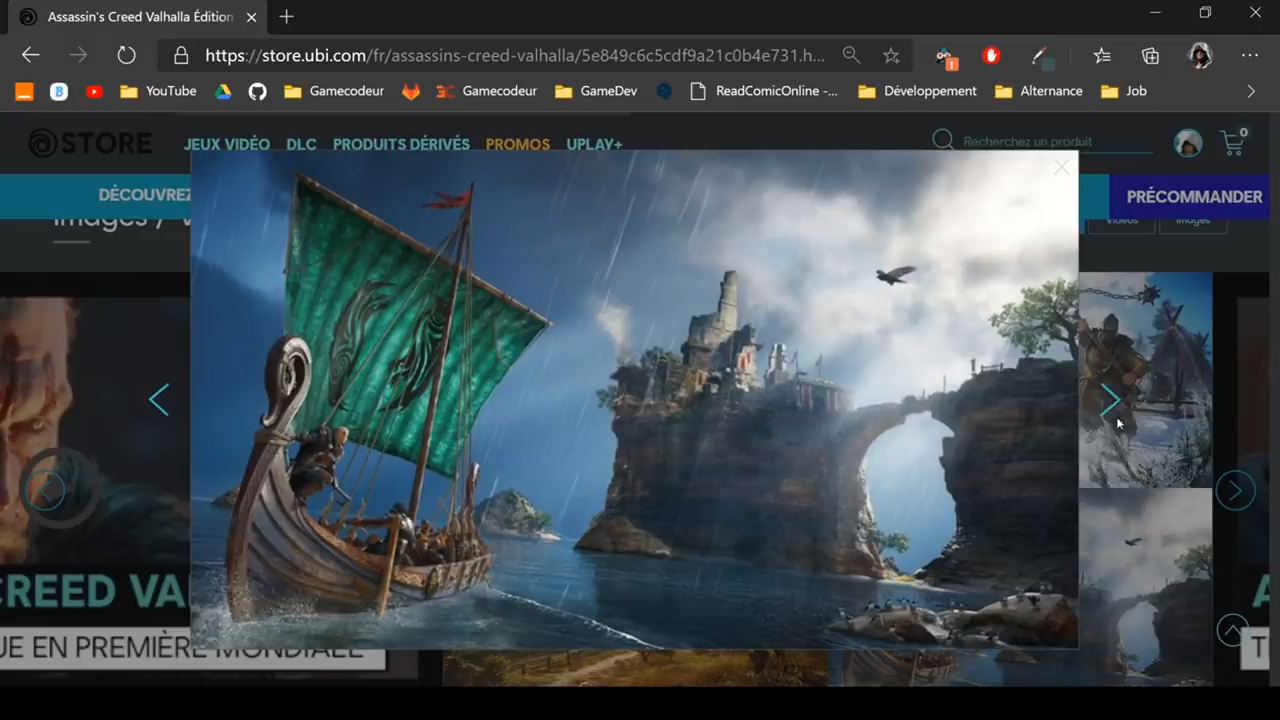 Assassin's Creed Valhalla Édition
https://store.ubi.com/fr/assassins-creed-valhalla/5e849c6c5cdf9a21c0b4e731.h...
YouTube
Gamecodeur
Gamecodeur
GameDev
ReadComicOnline -...
Développement
Alternance
Job
STORE
JEUX VIDÉO
DLC
PRODUITS DÉRIVÉS
PROMOS
UPLAY+
Recherchez un produit
0
DÉCOUVREZ
PRÉCOMMANDER
Images /
Vidéos
Images
CREED VA
UE EN PREMIÈRE MONDIALE
T